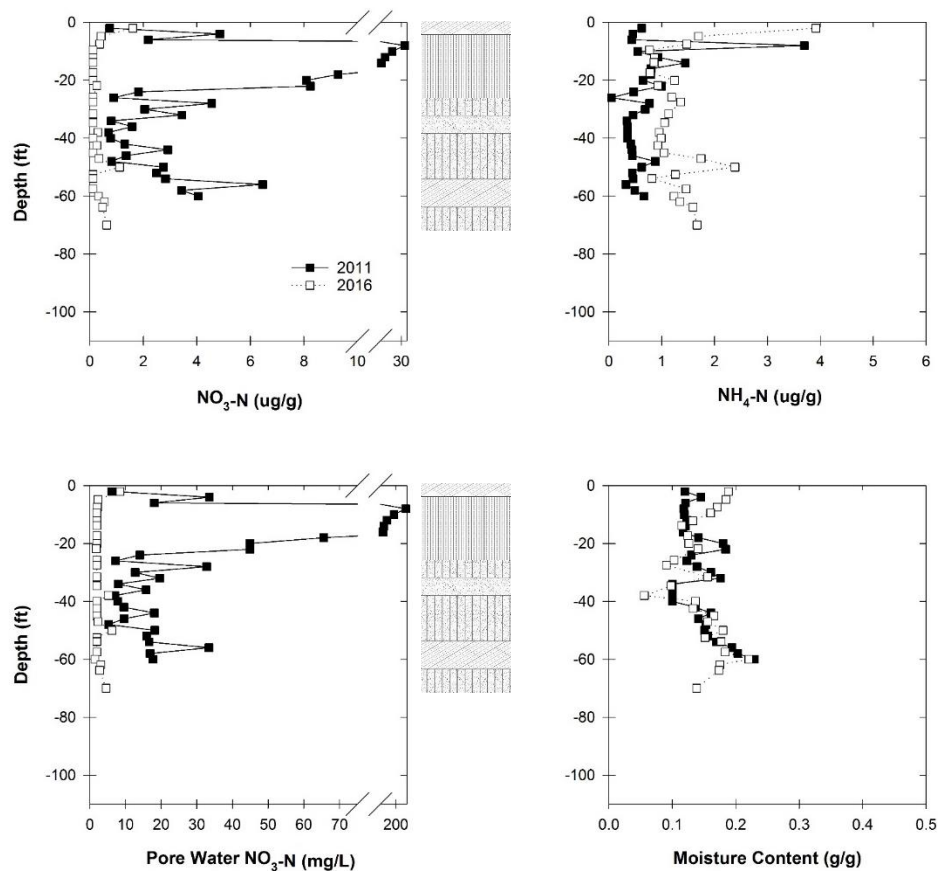 0
-20
-40
-60
-80
-100
Depth (ft)
2011
2016
0 2 4 6 8 10 30
NO3-N (ug/g)
0
-20
-40
-60
-80
-100
0 1 2 3 4 5 6
NH4-N (ug/g)
0
-20
-40
-60
-80
-100
Depth (ft)
0 10 20 30 40 50 60 70 200
Pore Water NO3-N (mg/L)
0
-20
-40
-60
-80
-100
0.0 0.1 0.2 0.3 0.4 0.5
Moisture Content (g/g)